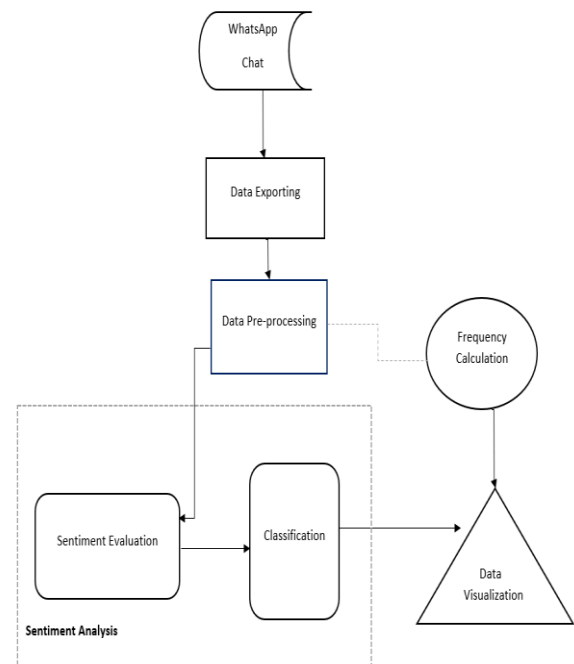 WhatsApp
Chat
Data Exporting
Data Pre-processing
Frequency
Calculation
Sentiment Evaluation
Classification
Data
Visualization
Sentiment Analysis